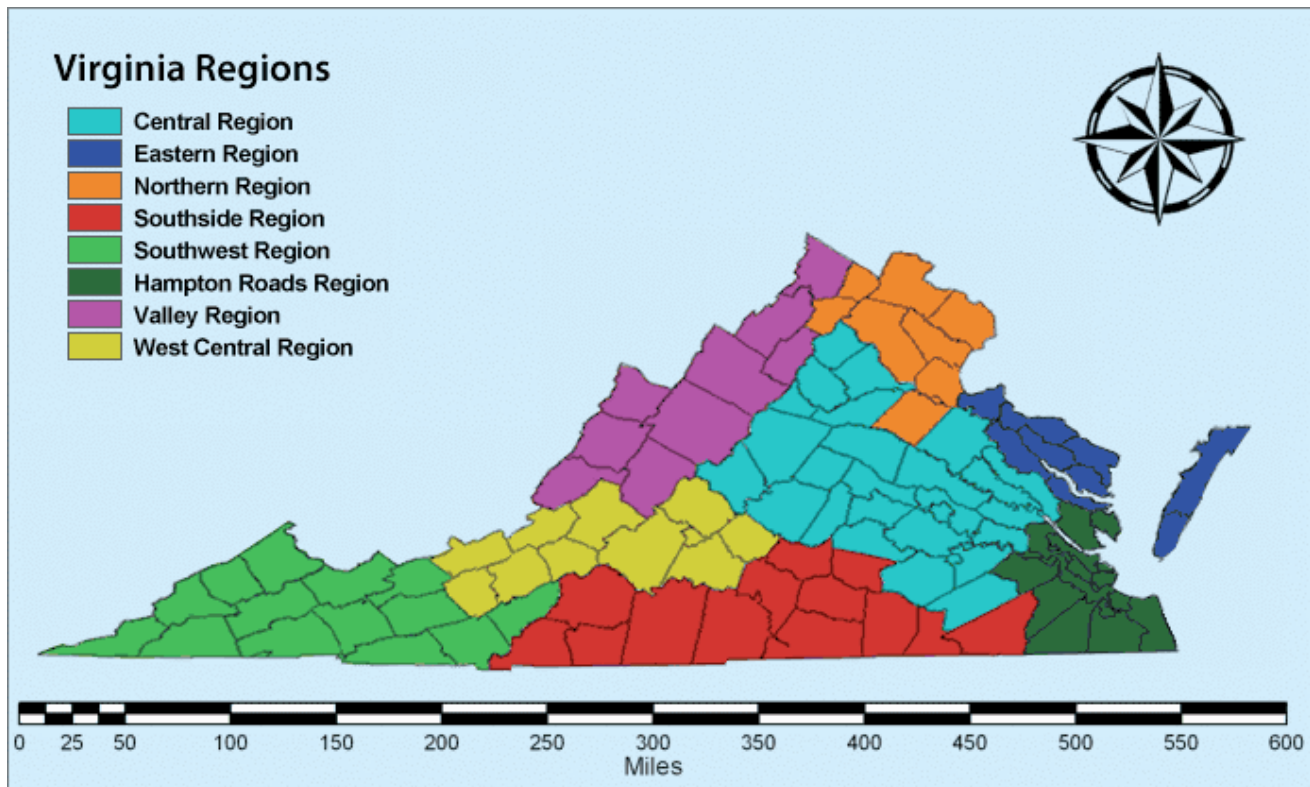 Virginia Regions
Central Region
Eastern Region
Northern Region
Southside Region
Southwest Region
Hampton Roads Region
Valley Region
West Central Region
0 25 50 100 150 200 250 300 350 400 450 500 550 600
Miles